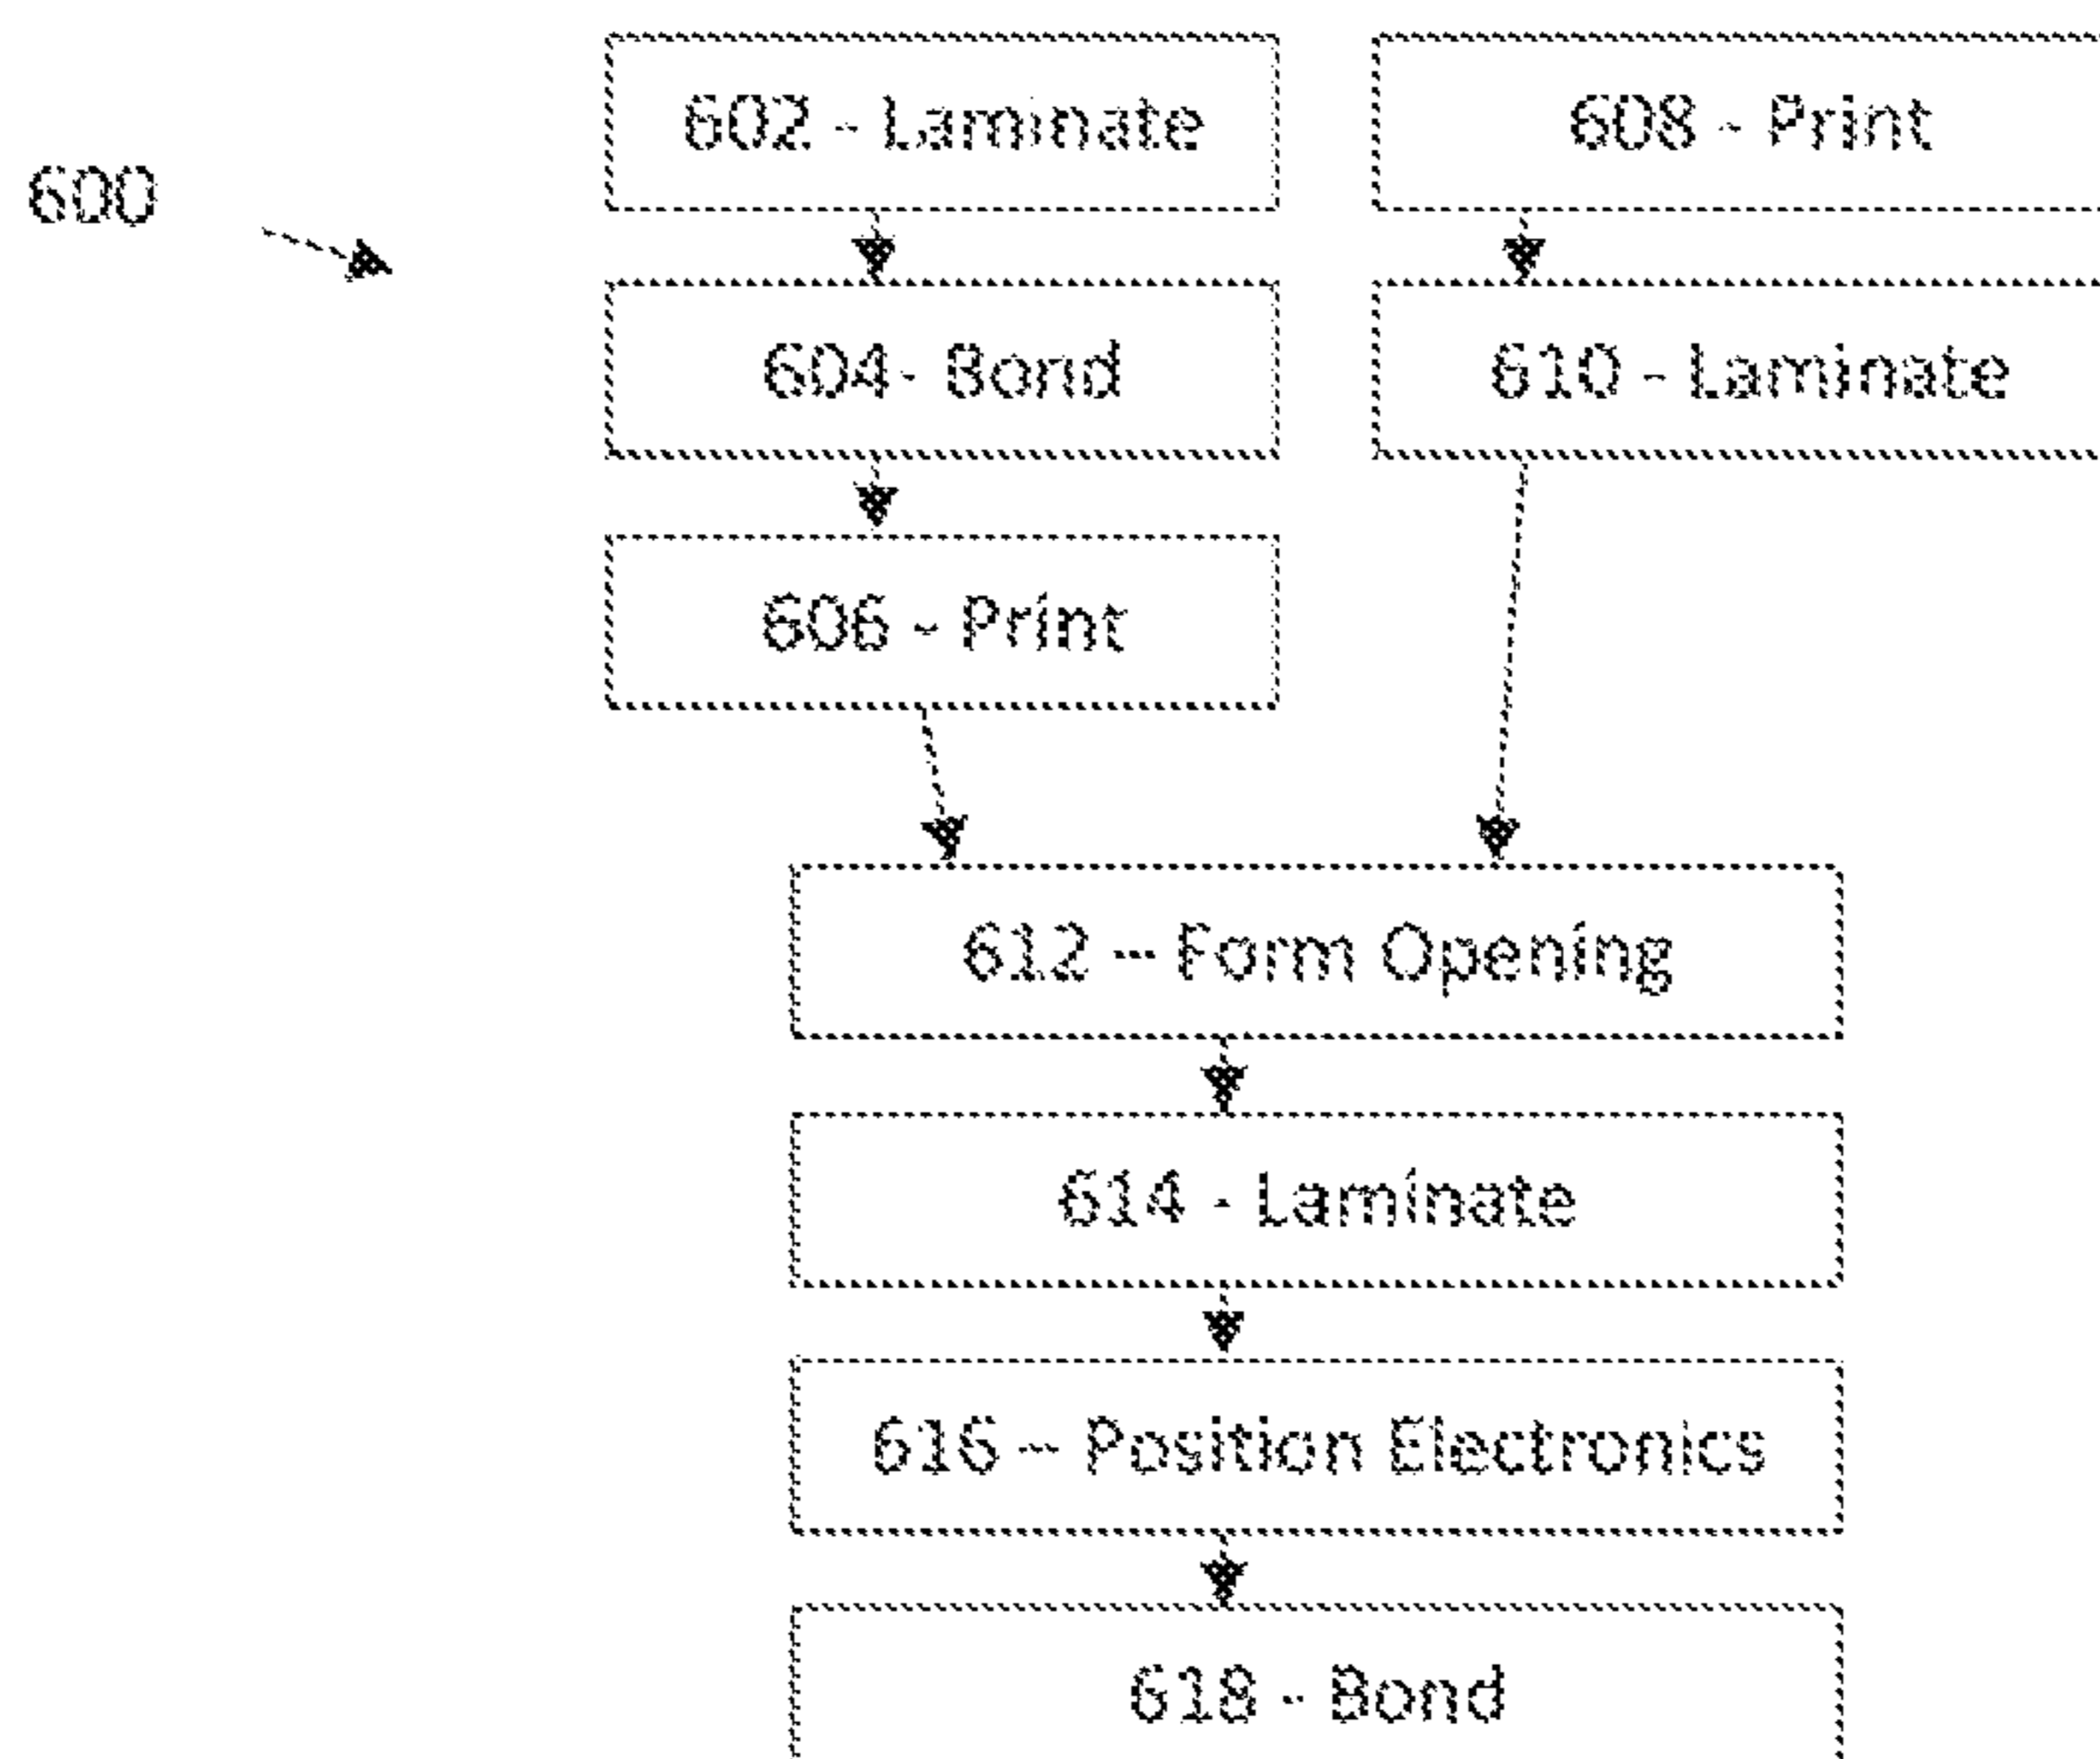 600
602 - Laminate
608 - Print
604- Bond
610 - Laminate
606 - Print
612 – Form Opening
614 - Laminate
616 – Position Electronics
618 - Bond